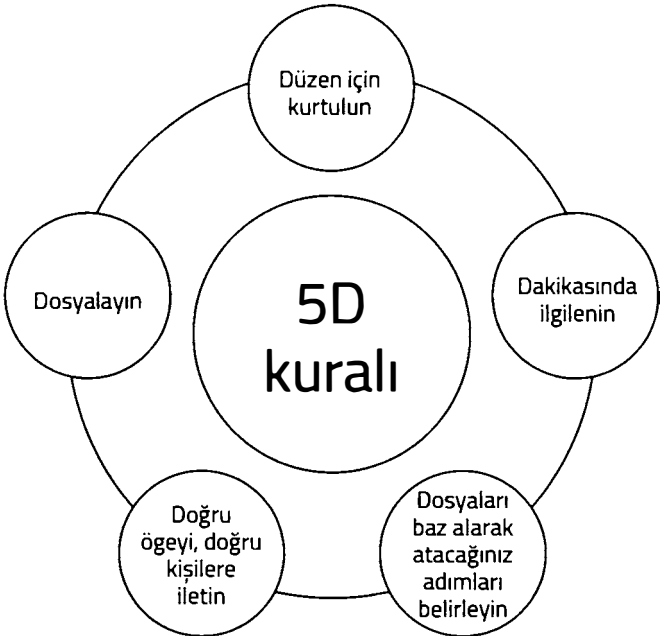 Düzen için
kurtulun
Dakikasında
ilgilenin
Dosyaları
baz alarak
atacağınız
adımları
belirleyin
Doğru
ögeyi, doğru
kişilere
iletin
Dosyalayın
5D
kuralı